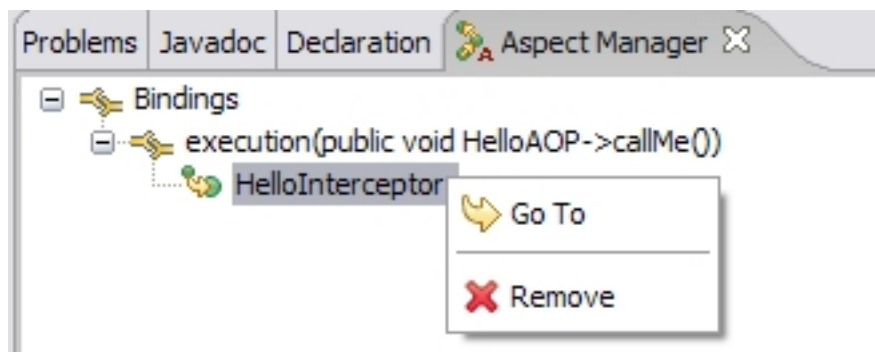 Problems Javadoc Declaration Aspect Manager
Bindings
execution(public void HelloAOP->callMe())
HelloInterceptor
Go To
Remove